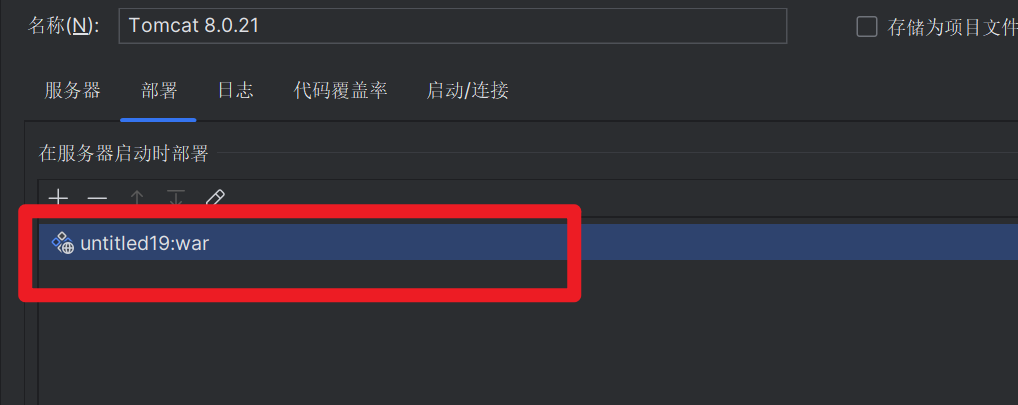 名称(N): Tomcat 8.0.21 存储为项目文件
服务器 部署 日志 代码覆盖率 启动/连接
在服务器启动时部署
untitled19:war